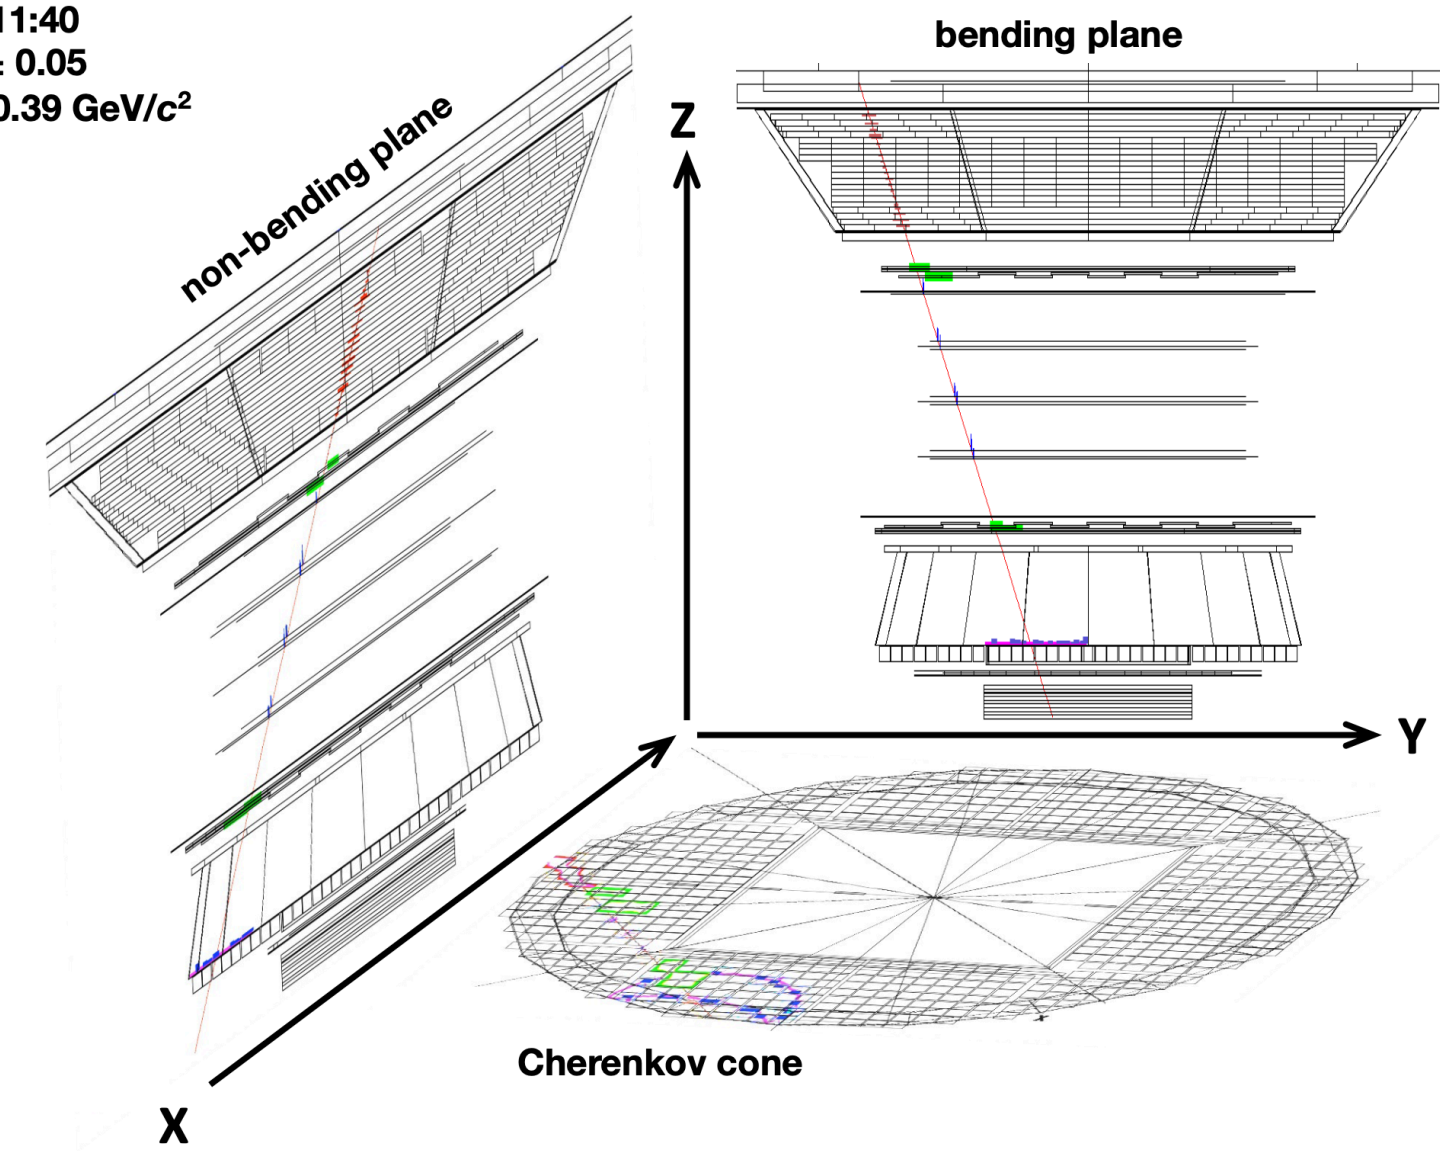 11:40
± 0.05
0.39 GeV/c²
non-bending plane
bending plane
Z
Y
X
Cherenkov cone